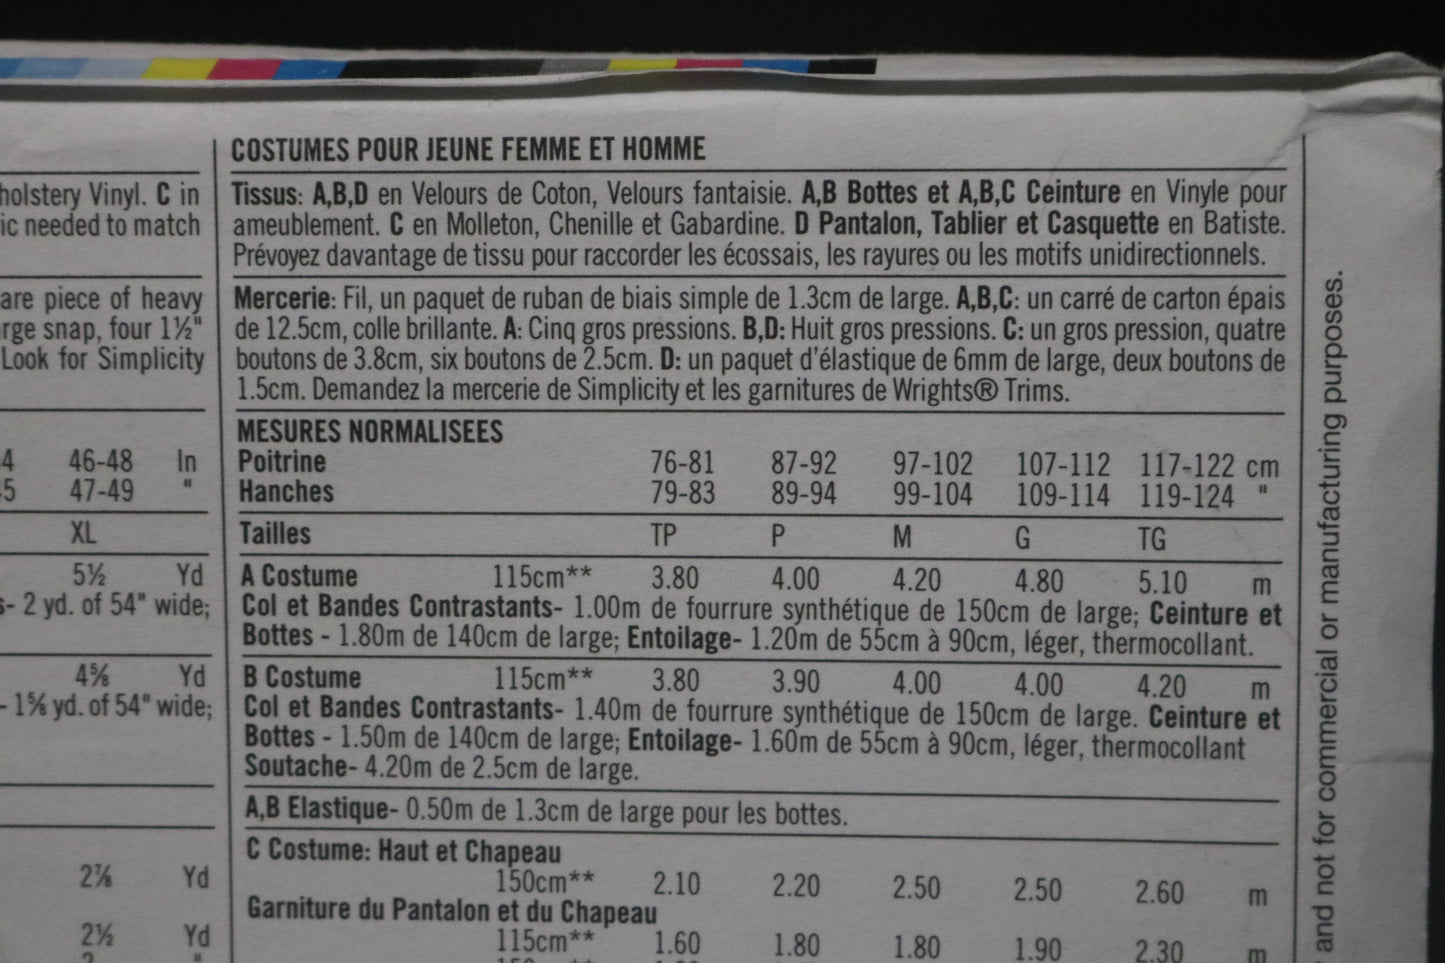 holstery Vinyl. C in
ic needed to match
are piece of heavy
rge snap, four 1½"
Look for Simplicity
4 46-48 In
5 47-49 "
XL
5½ Yd
- 2 yd. of 54" wide;
4⅝ Yd
- 1⅝ yd. of 54" wide;
2⅞ Yd
2½ Yd
COSTUMES POUR JEUNE FEMME ET HOMME
Tissus: A,B,D en Velours de Coton, Velours fantaisie. A,B Bottes et A,B,C Ceinture en Vinyle pour
ameublement. C en Molleton, Chenille et Gabardine. D Pantalon, Tablier et Casquette en Batiste.
Prévoyez davantage de tissu pour raccorder les écossais, les rayures ou les motifs unidirectionnels.
Mercerie: Fil, un paquet de ruban de biais simple de 1.3cm de large. A,B,C: un carré de carton épais
de 12.5cm, colle brillante. A: Cinq gros pressions. B,D: Huit gros pressions. C: un gros pression, quatre
boutons de 3.8cm, six boutons de 2.5cm. D: un paquet d'élastique de 6mm de large, deux boutons de
1.5cm. Demandez la mercerie de Simplicity et les garnitures de Wrights® Trims.
MESURES NORMALISEES
Poitrine 76-81 87-92 97-102 107-112 117-122 cm
Hanches 79-83 89-94 99-104 109-114 119-124 "
Tailles TP P M G TG
A Costume 115cm** 3.80 4.00 4.20 4.80 5.10 m
Col et Bandes Contrastants- 1.00m de fourrure synthétique de 150cm de large; Ceinture et
Bottes - 1.80m de 140cm de large; Entoilage- 1.20m de 55cm à 90cm, léger, thermocollant.
B Costume 115cm** 3.80 3.90 4.00 4.00 4.20 m
Col et Bandes Contrastants- 1.40m de fourrure synthétique de 150cm de large. Ceinture et
Bottes - 1.50m de 140cm de large; Entoilage- 1.60m de 55cm à 90cm, léger, thermocollant
Soutache- 4.20m de 2.5cm de large.
A,B Elastique- 0.50m de 1.3cm de large pour les bottes.
C Costume: Haut et Chapeau
150cm** 2.10 2.20 2.50 2.50 2.60 m
Garniture du Pantalon et du Chapeau
115cm** 1.60 1.80 1.80 1.90 2.30 m
and not for commercial or manufacturing purposes.